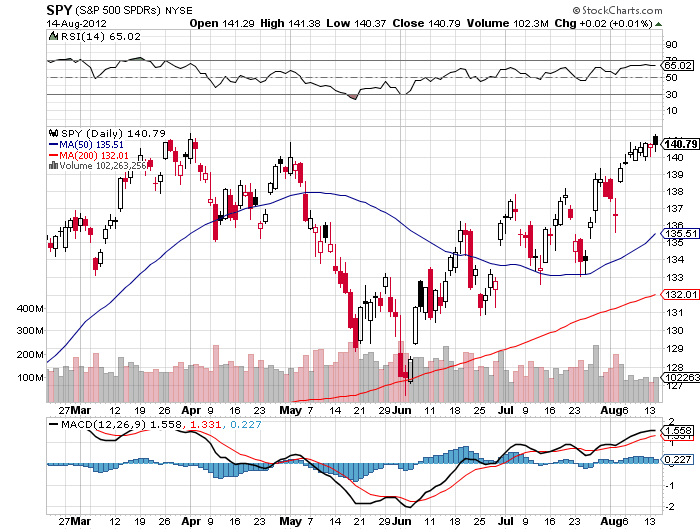 SPY (S&P 500 SPDRs) NYSE
© StockCharts.com
14-Aug-2012 Open 141.29 High 141.38 Low 140.37 Close 140.79 Volume 102.3M Chg +0.02 (+0.01%)
RSI(14) 65.02
90
70
65.02
50
30
10
SPY (Daily) 140.79
MA(50) 135.51
MA(200) 132.01
Volume 102,263,256
140.79
139
138
137
136
135.51
135
134
133
132.01
131
130
129
128
127
102263
400M
300M
200M
100M
27 Mar 12 19 26 Apr 9 16 23 May 7 14 21 29 Jun 11 18 25 Jul 9 16 23 Aug 6 13
MACD(12,26,9) 1.558, 1.331, 0.227
2
1.558
1.331
0.227
-1
-2
27 Mar 12 19 26 Apr 9 16 23 May 7 14 21 29 Jun 11 18 25 Jul 9 16 23 Aug 6 13